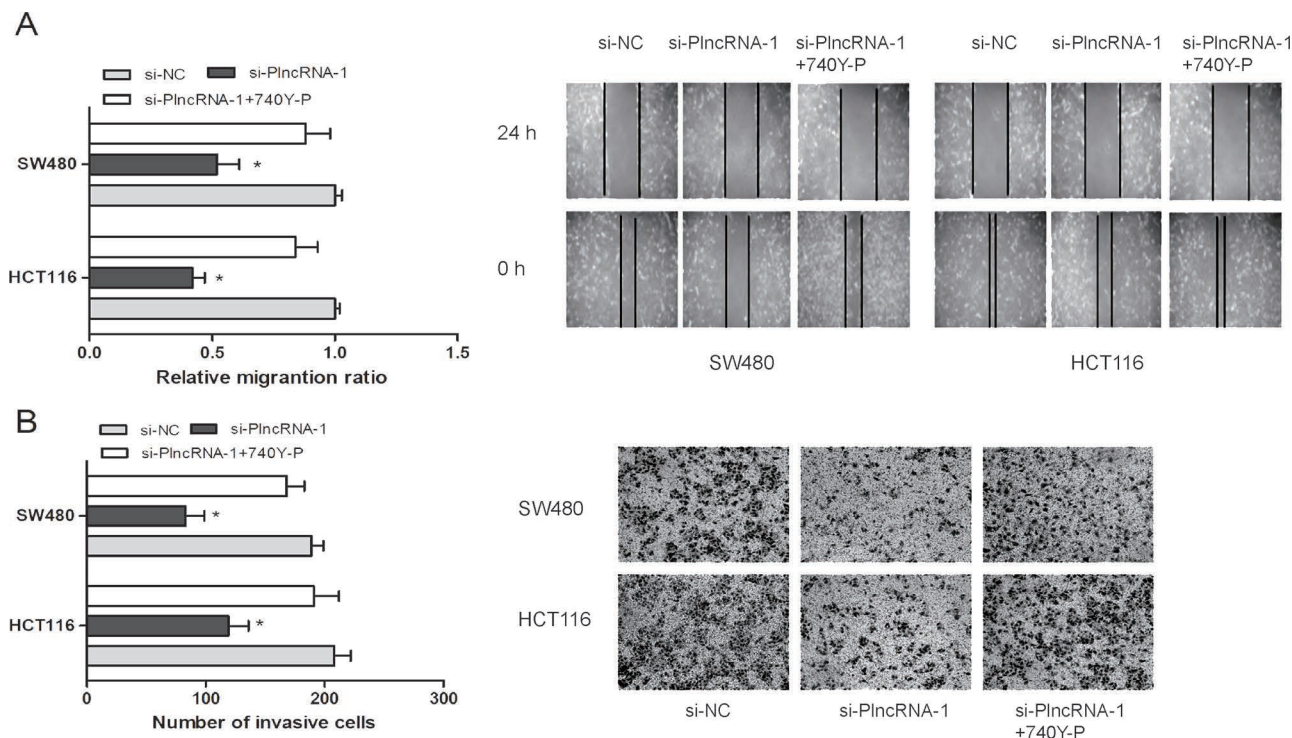 A
si-NC si-PlncRNA-1
si-PlncRNA-1+740Y-P
SW480
HCT116
0.0 0.5 1.0 1.5
Relative migrantion ratio
* *
si-NC si-PlncRNA-1 si-PlncRNA-1
+740Y-P
si-NC si-PlncRNA-1 si-PlncRNA-1
+740Y-P
24 h
0 h
SW480 HCT116
B
si-NC si-PlncRNA-1
si-PlncRNA-1+740Y-P
SW480
HCT116
0 100 200 300
Number of invasive cells
* *
SW480
HCT116
si-NC si-PlncRNA-1 si-PlncRNA-1
+740Y-P